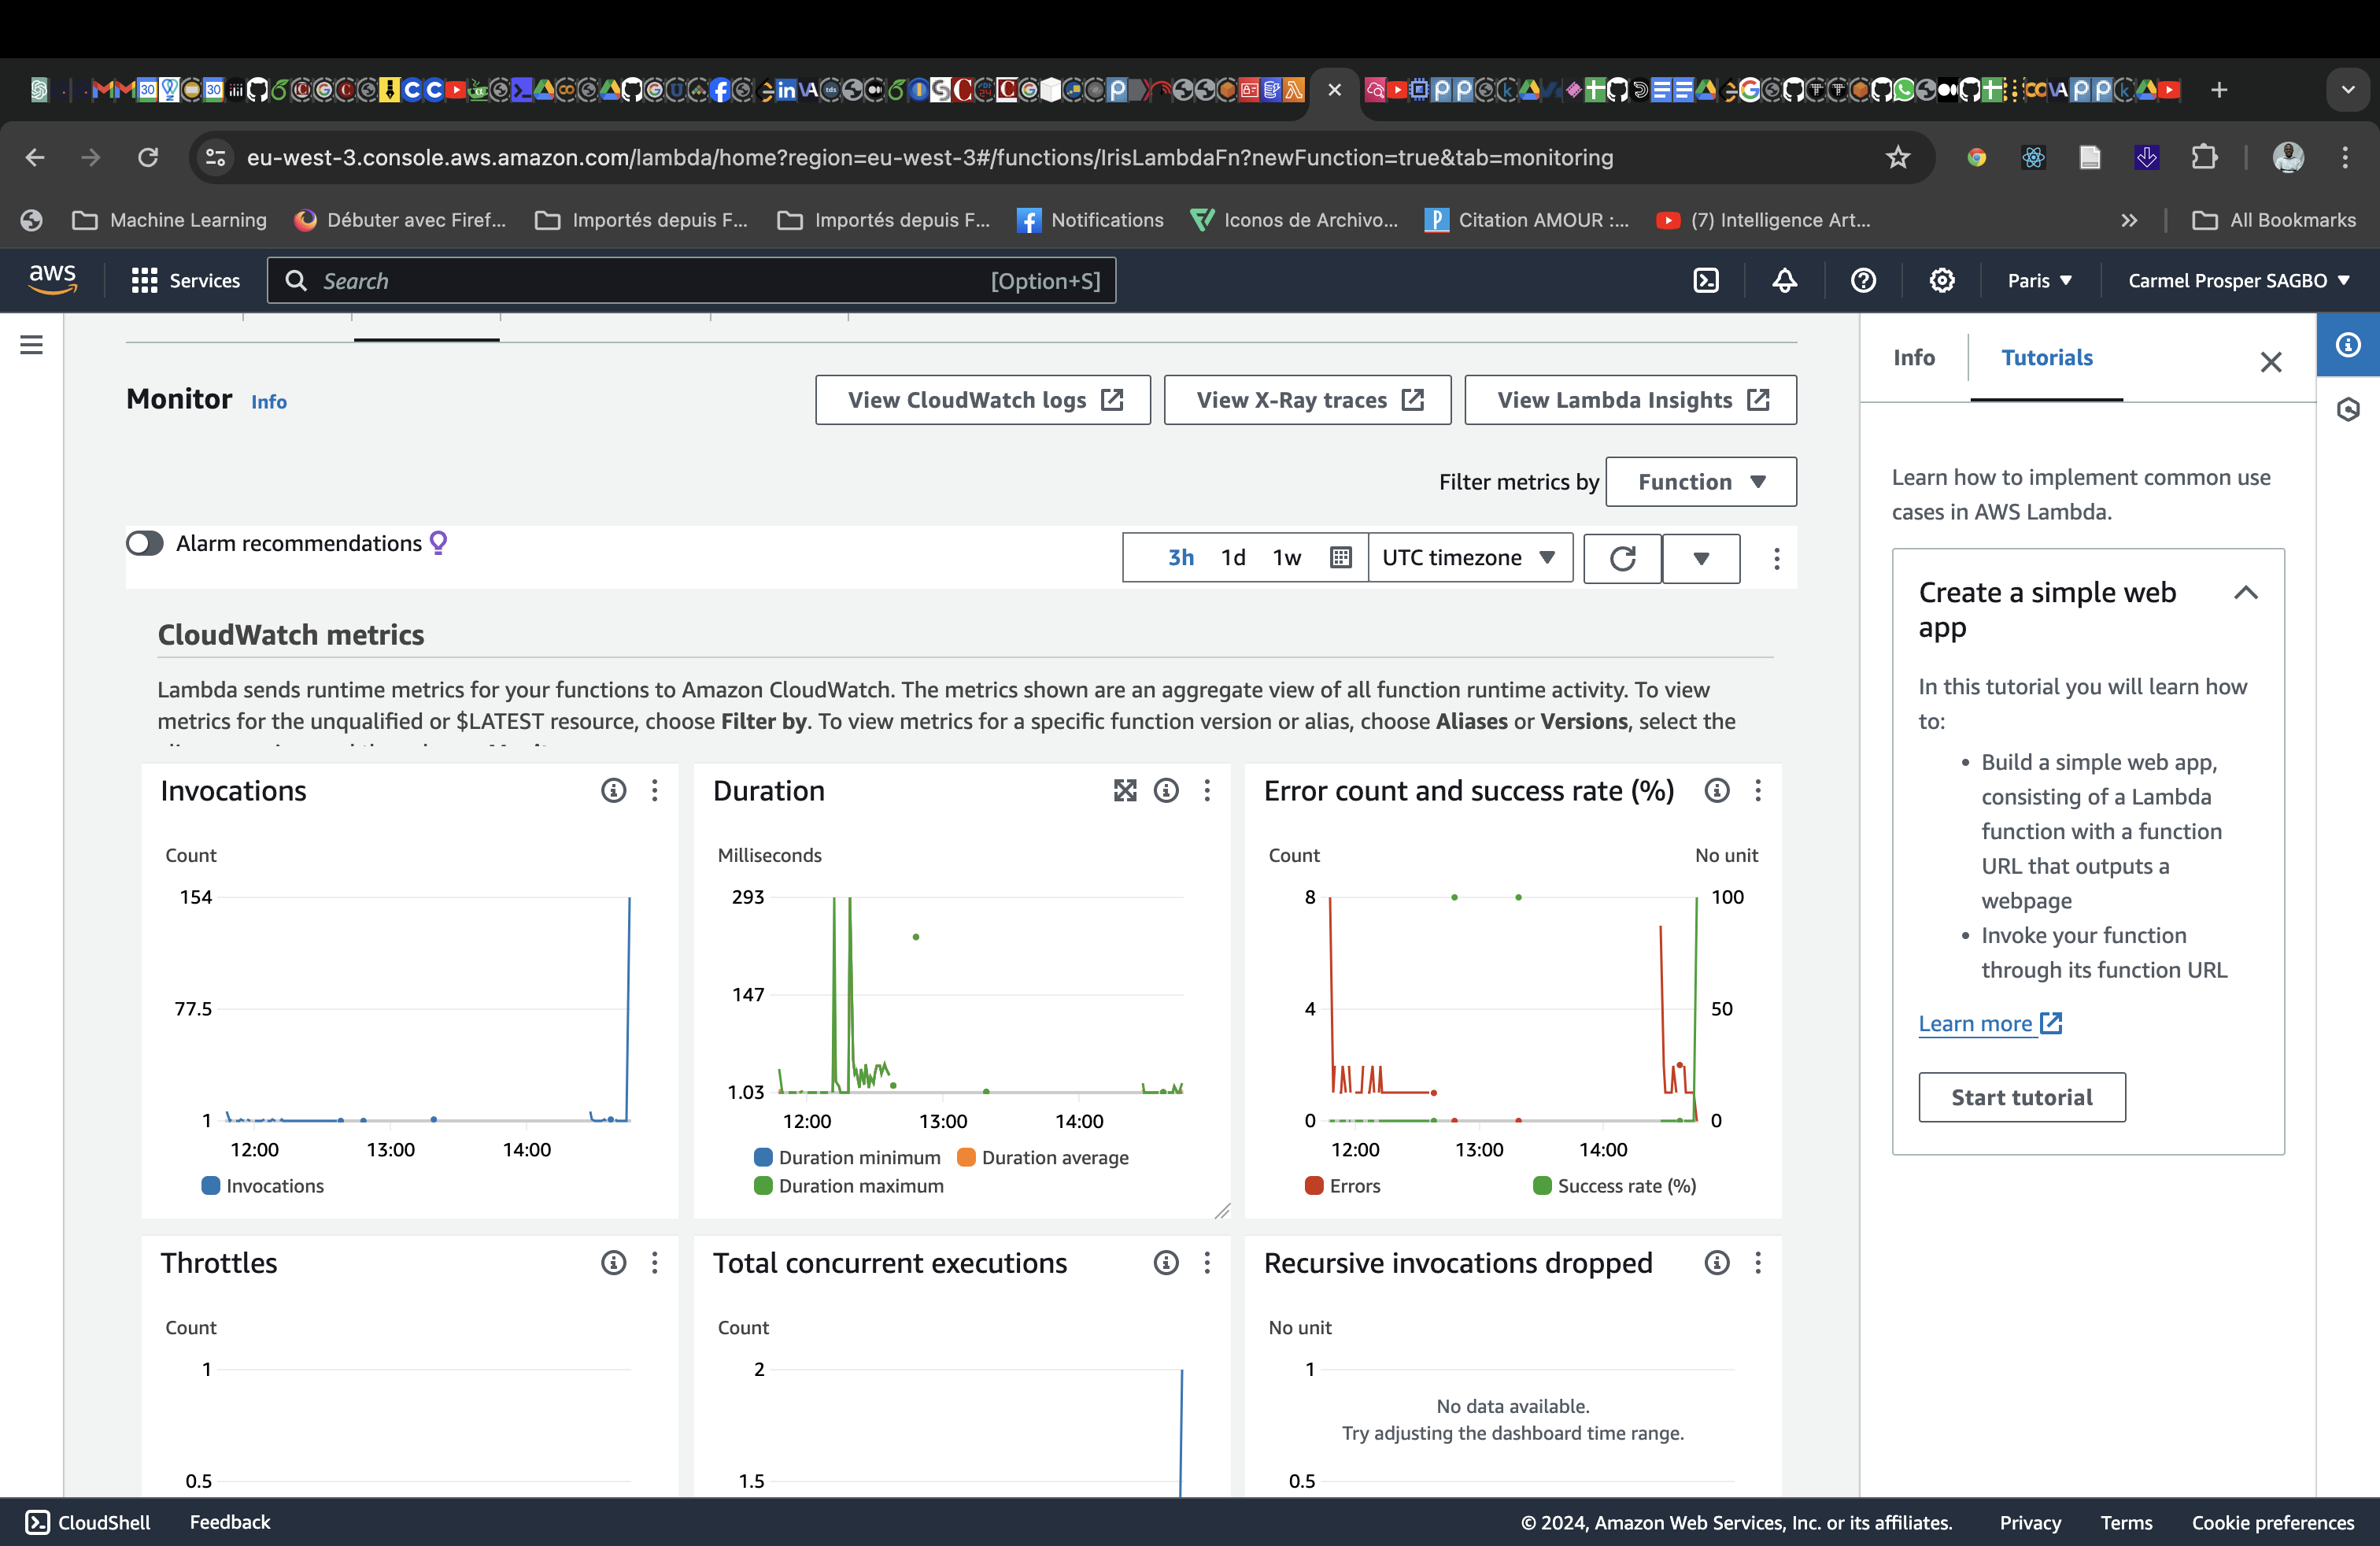 eu-west-3.console.aws.amazon.com/lambda/home?region=eu-west-3#/functions/IrisLambdaFn?newFunction=true&tab=monitoring
Machine Learning
Débuter avec Firef...
Importés depuis F...
Importés depuis F...
Notifications
Iconos de Archivo...
Citation AMOUR :...
(7) Intelligence Art...
All Bookmarks
aws
Services
Search
[Option+S]
Paris
Carmel Prosper SAGBO
Monitor
Info
View CloudWatch logs
View X-Ray traces
View Lambda Insights
Filter metrics by
Function
Alarm recommendations
3h
1d
1w
UTC timezone
CloudWatch metrics
Lambda sends runtime metrics for your functions to Amazon CloudWatch. The metrics shown are an aggregate view of all function runtime activity. To view
metrics for the unqualified or $LATEST resource, choose Filter by. To view metrics for a specific function version or alias, choose Aliases or Versions, select the
Invocations
Count
154
77.5
1
12:00
13:00
14:00
Invocations
Duration
Milliseconds
293
147
1.03
12:00
13:00
14:00
Duration minimum
Duration average
Duration maximum
Error count and success rate (%)
Count
No unit
8
100
4
50
0
0
12:00
13:00
14:00
Errors
Success rate (%)
Throttles
Count
1
0.5
Total concurrent executions
Count
2
1.5
Recursive invocations dropped
No unit
1
No data available.
Try adjusting the dashboard time range.
0.5
Info
Tutorials
Learn how to implement common use
cases in AWS Lambda.
Create a simple web
app
In this tutorial you will learn how
to:
• Build a simple web app,
consisting of a Lambda
function with a function
URL that outputs a
webpage
• Invoke your function
through its function URL
Learn more
Start tutorial
CloudShell
Feedback
© 2024, Amazon Web Services, Inc. or its affiliates.
Privacy
Terms
Cookie preferences